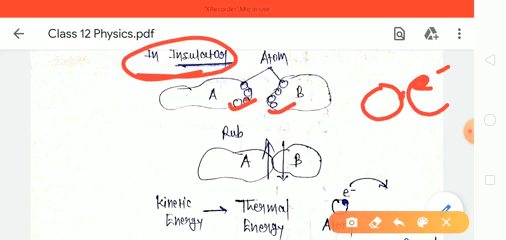 Class 12 Physics.pdf
In Insulator
Atom
A B
e-
Rub
A B
Kinetic Energy → Thermal Energy
e-